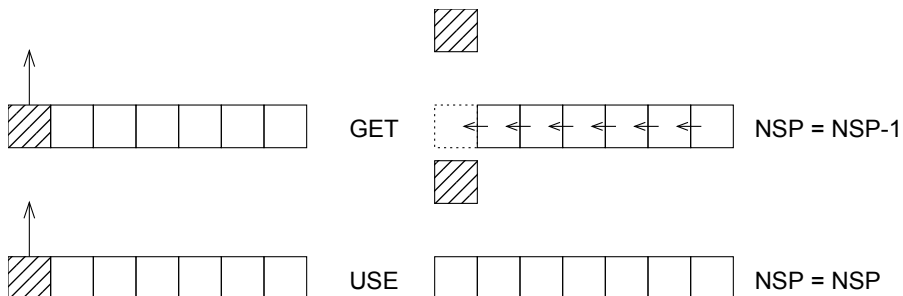 GET NSP = NSP-1
USE NSP = NSP